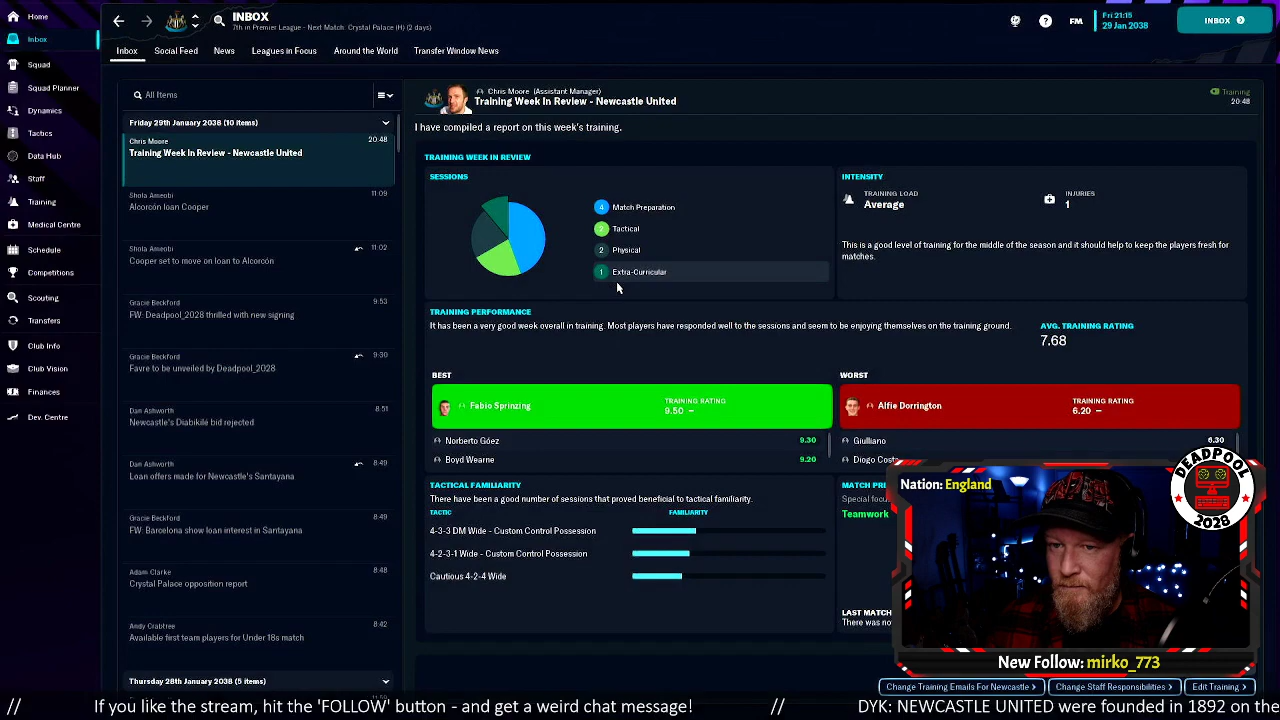 Home
INBOX
7th in Premier League - Next Match: Crystal Palace (H) (2 days)
FM
Fri 21:15
29 Jan 2038
INBOX
Inbox
Squad
Squad Planner
Dynamics
Tactics
Data Hub
Staff
Training
Medical Centre
Schedule
Competitions
Scouting
Transfers
Club Info
Club Vision
Finances
Dev. Centre
Inbox
Social Feed
News
Leagues in Focus
Around the World
Transfer Window News
All Items
Friday 29th January 2038 (10 items)
Chris Moore
20:48
Training Week In Review - Newcastle United
Shola Ameobi
11:09
Alcorcón loan Cooper
Shola Ameobi
11:02
Cooper set to move on loan to Alcorcón
Gracie Beckford
9:53
FW: Deadpool_2028 thrilled with new signing
Gracie Beckford
9:30
Favre to be unveiled by Deadpool_2028
Dan Ashworth
8:51
Newcastle's Diabikilé bid rejected
Dan Ashworth
8:49
Loan offers made for Newcastle's Santayana
Gracie Beckford
8:49
FW: Barcelona show loan interest in Santayana
Adam Clarke
8:48
Crystal Palace opposition report
Andy Crabtree
8:42
Available first team players for Under 18s match
Thursday 28th January 2038 (5 items)
Chris Moore (Assistant Manager)
Training Week In Review - Newcastle United
Training
20:48
I have compiled a report on this week's training.
TRAINING WEEK IN REVIEW
SESSIONS
4 Match Preparation
2 Tactical
2 Physical
1 Extra-Curricular
INTENSITY
TRAINING LOAD
Average
INJURIES
1
This is a good level of training for the middle of the season and it should help to keep the players fresh for
matches.
TRAINING PERFORMANCE
It has been a very good week overall in training. Most players have responded well to the sessions and seem to be enjoying themselves on the training ground.
AVG. TRAINING RATING
7.68
BEST
Fabio Sprinzing
TRAINING RATING
9.50 –
Norberto Góez
9.30
Boyd Wearne
9.20
WORST
Alfie Dorrington
TRAINING RATING
6.20 –
Giulliano
6.30
Diogo Costa
TACTICAL FAMILIARITY
There have been a good number of sessions that proved beneficial to tactical familiarity.
TACTIC
FAMILIARITY
4-3-3 DM Wide - Custom Control Possession
4-2-3-1 Wide - Custom Control Possession
Cautious 4-2-4 Wide
MATCH PRE
Special focu
Teamwork
LAST MATCH
There was no
Nation: England
DEADPOOL
2028
New Follow: mirko_773
Change Training Emails For Newcastle
Change Staff Responsibilities
Edit Training
// If you like the stream, hit the 'FOLLOW' button - and get a weird chat message! // DYK: NEWCASTLE UNITED were founded in 1892 on the